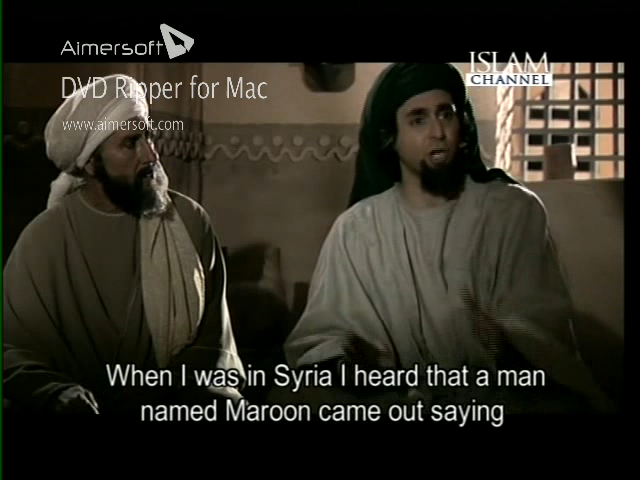 Aimersoft
DVD Ripper for Mac
www.aimersoft.com
ISLAM
CHANNEL
When I was in Syria I heard that a man
named Maroon came out saying